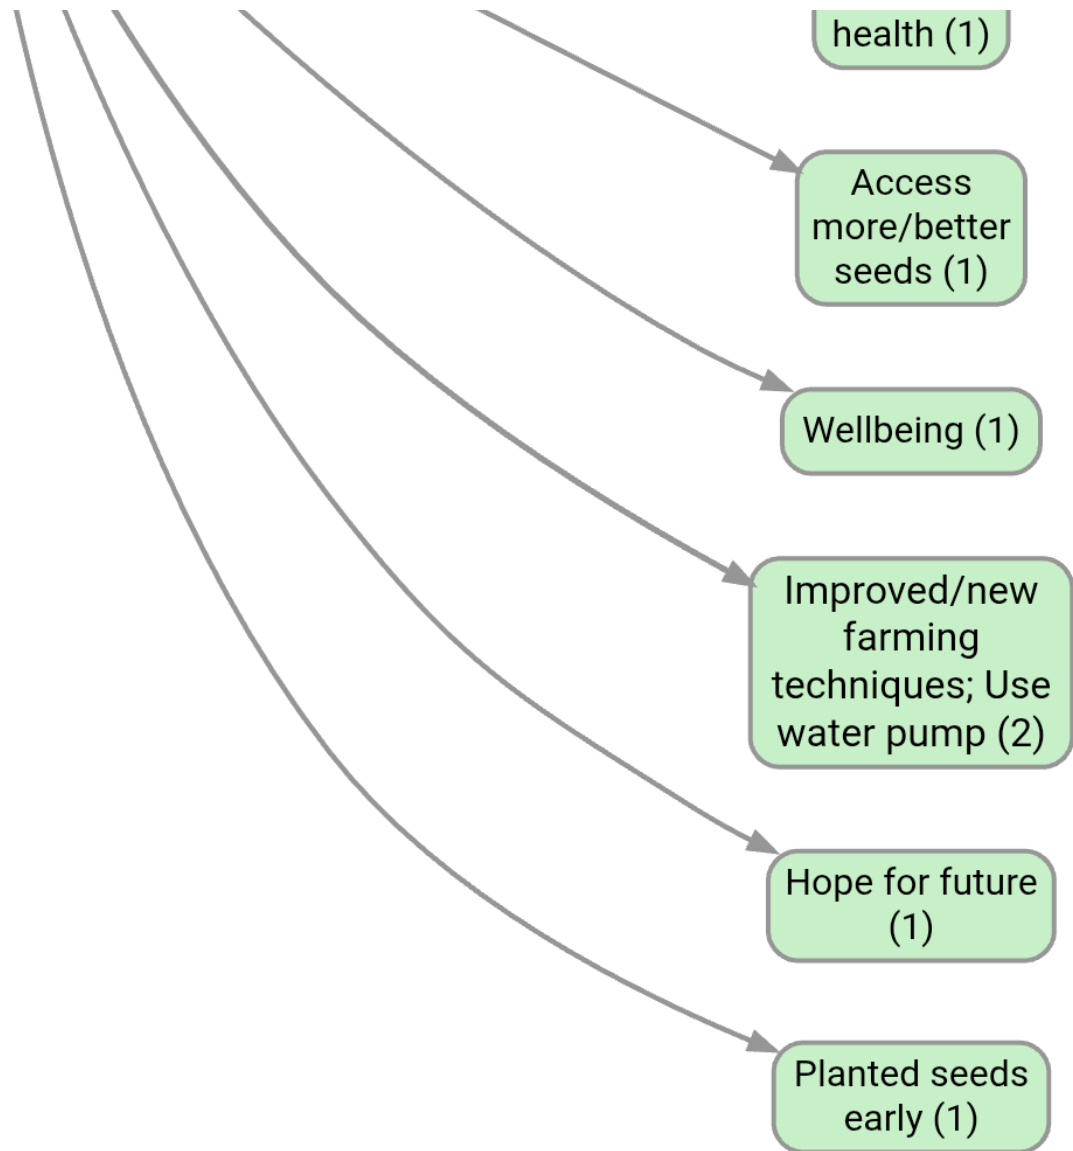 health (1)
Access
more/better
seeds (1)
Wellbeing (1)
Improved/new
farming
techniques; Use
water pump (2)
Hope for future
(1)
Planted seeds
early (1)